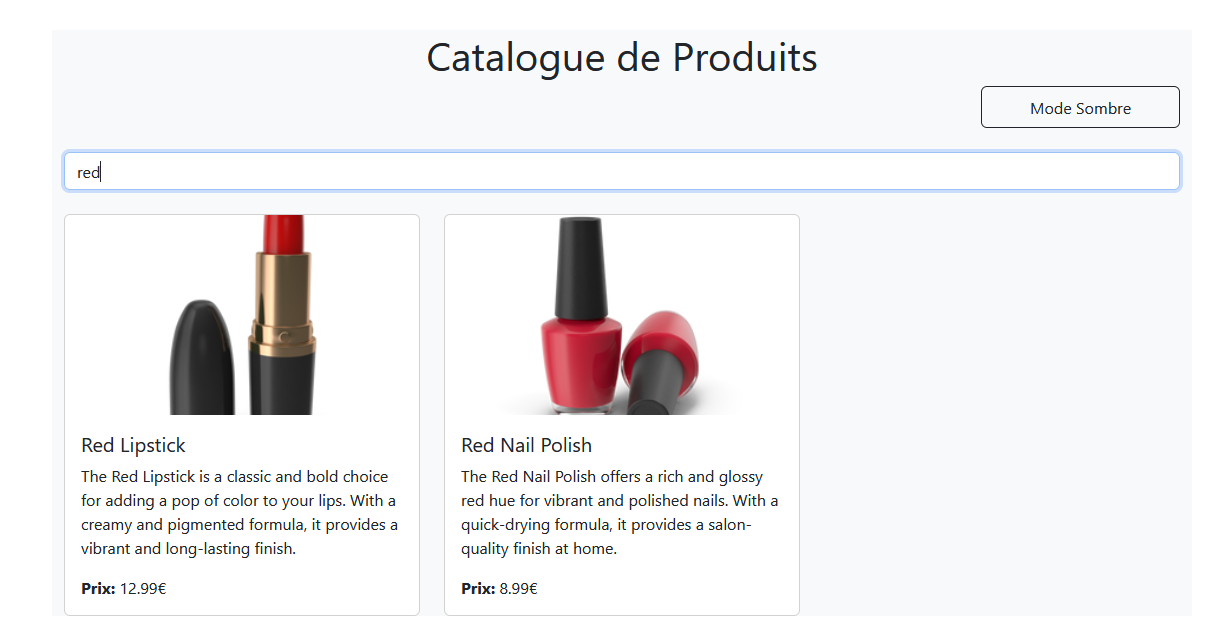 Catalogue de Produits
Mode Sombre
red
Red Lipstick
The Red Lipstick is a classic and bold choice
for adding a pop of color to your lips. With a
creamy and pigmented formula, it provides a
vibrant and long-lasting finish.
Prix: 12.99€
Red Nail Polish
The Red Nail Polish offers a rich and glossy
red hue for vibrant and polished nails. With a
quick-drying formula, it provides a salon-
quality finish at home.
Prix: 8.99€